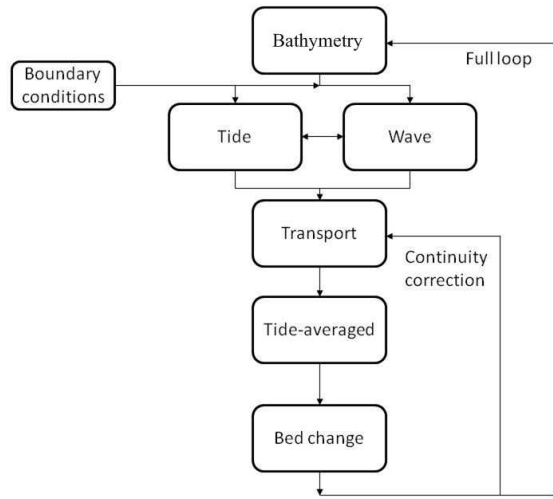 Bathymetry
Full loop
Boundary
conditions
Tide
Wave
Transport
Continuity
correction
Tide-averaged
Bed change